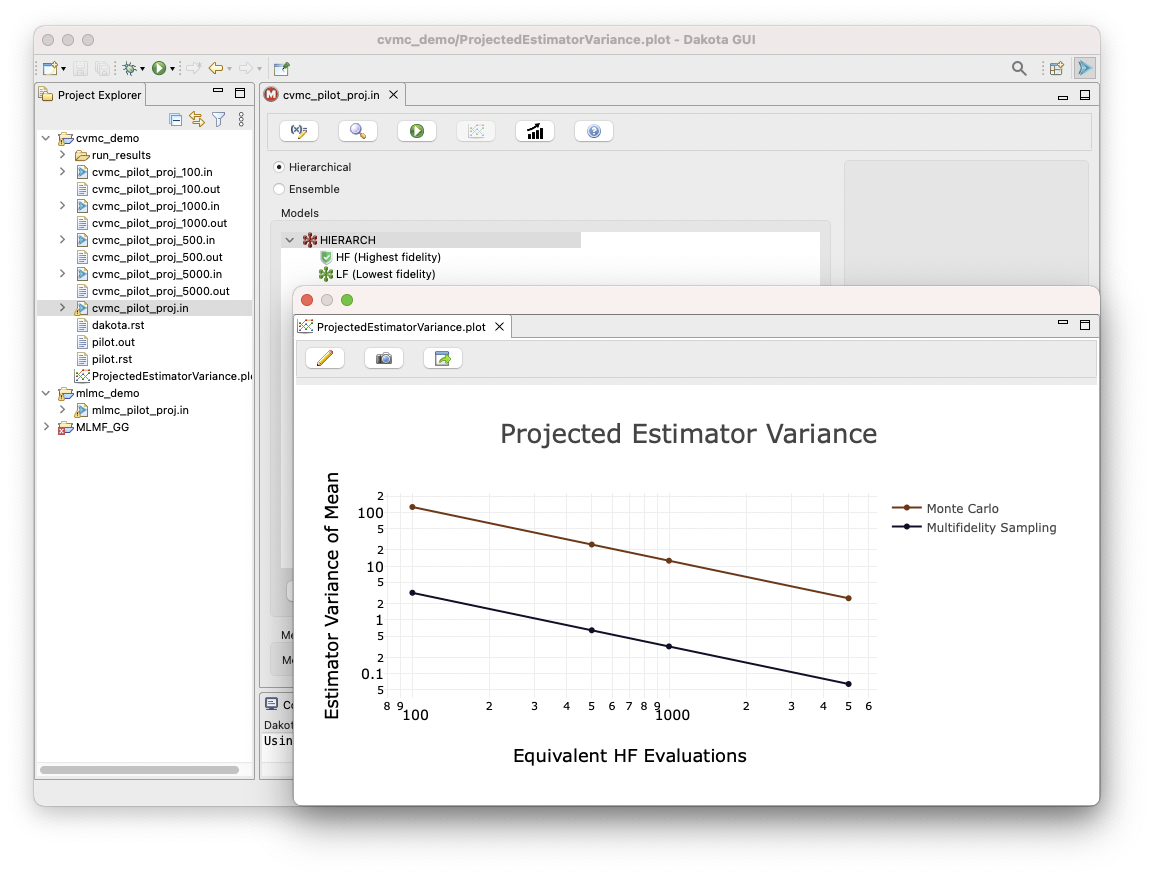 cvmc_demo/ProjectedEstimatorVariance.plot - Dakota GUI
Project Explorer
cvmc_demo
run_results
cvmc_pilot_proj_100.in
cvmc_pilot_proj_100.out
cvmc_pilot_proj_1000.in
cvmc_pilot_proj_1000.out
cvmc_pilot_proj_500.in
cvmc_pilot_proj_500.out
cvmc_pilot_proj_5000.in
cvmc_pilot_proj_5000.out
cvmc_pilot_proj.in
dakota.rst
pilot.out
pilot.rst
ProjectedEstimatorVariance.pl
mlmc_demo
mlmc_pilot_proj.in
MLMF_GG
cvmc_pilot_proj.in
(x)=
Hierarchical
Ensemble
Models
HIERARCH
HF (Highest fidelity)
LF (Lowest fidelity)
Me
Mo
Co
Dakot
Usin
ProjectedEstimatorVariance.plot
Projected Estimator Variance
Estimator Variance of Mean
2
100
5
2
10
5
2
1
5
2
0.1
5
8 9 100 2 3 4 5 6 7 8 9 1000 2 3 4 5 6
Equivalent HF Evaluations
Monte Carlo
Multifidelity Sampling